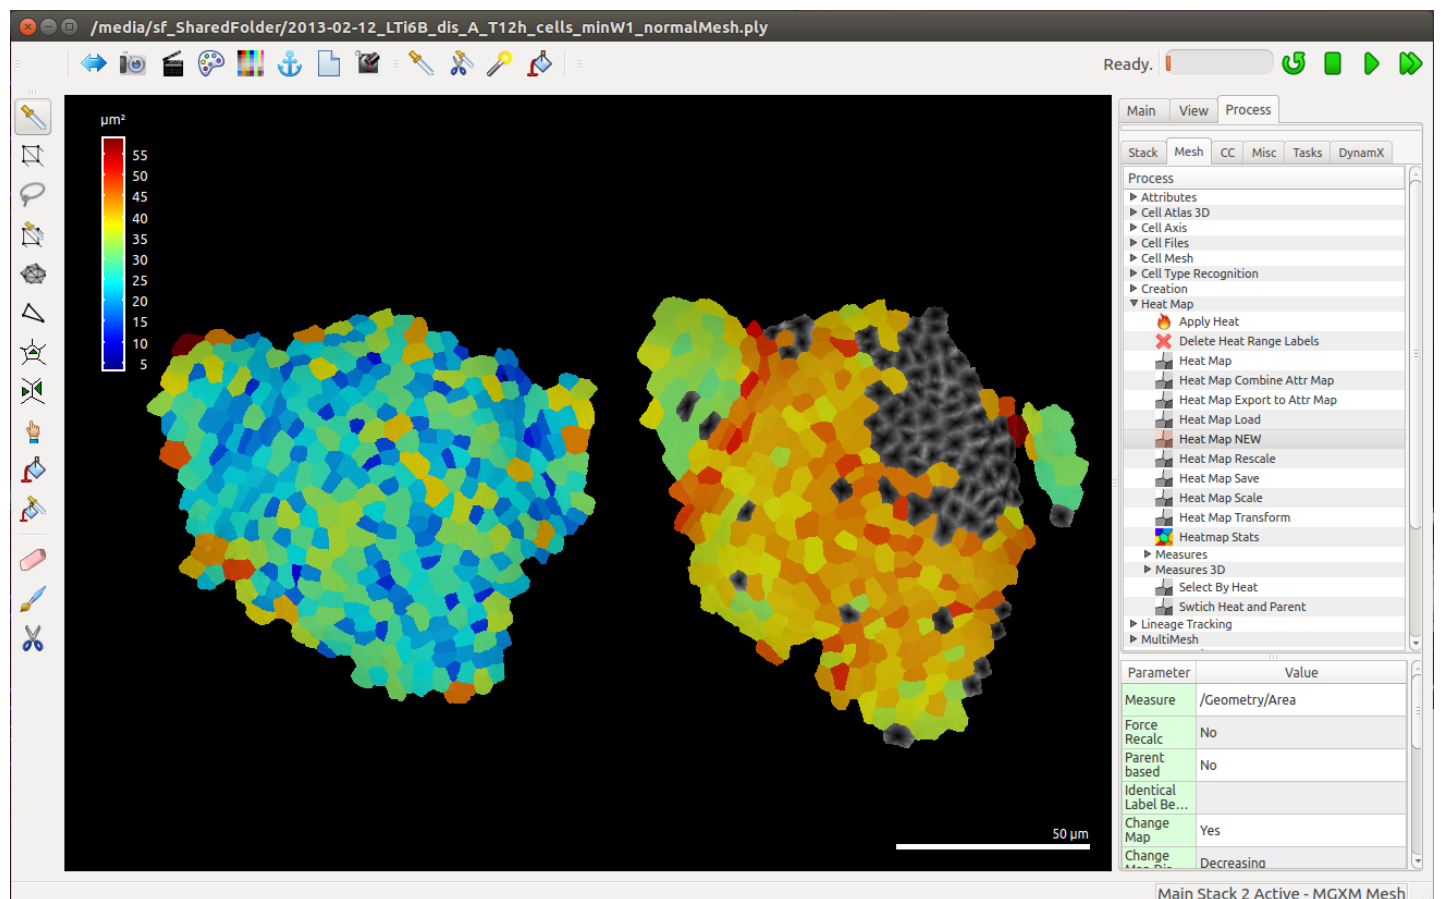 /media/sf_SharedFolder/2013-02-12_LTi6B_dis_A_T12h_cells_minW1_normalMesh.ply
Ready.
µm²
55
50
45
40
35
30
25
20
15
10
5
50 µm
Main View Process
Stack Mesh CC Misc Tasks DynamX
Process
Attributes
Cell Atlas 3D
Cell Axis
Cell Files
Cell Mesh
Cell Type Recognition
Creation
Heat Map
Apply Heat
Delete Heat Range Labels
Heat Map
Heat Map Combine Attr Map
Heat Map Export to Attr Map
Heat Map Load
Heat Map NEW
Heat Map Rescale
Heat Map Save
Heat Map Scale
Heat Map Transform
Heatmap Stats
Measures
Measures 3D
Select By Heat
Swtich Heat and Parent
Lineage Tracking
MultiMesh
Parameter Value
Measure /Geometry/Area
Force
Recalc No
Parent
based No
Identical
Label Be...
Change
Map Yes
Change
Decreasing
Main Stack 2 Active - MGXM Mesh